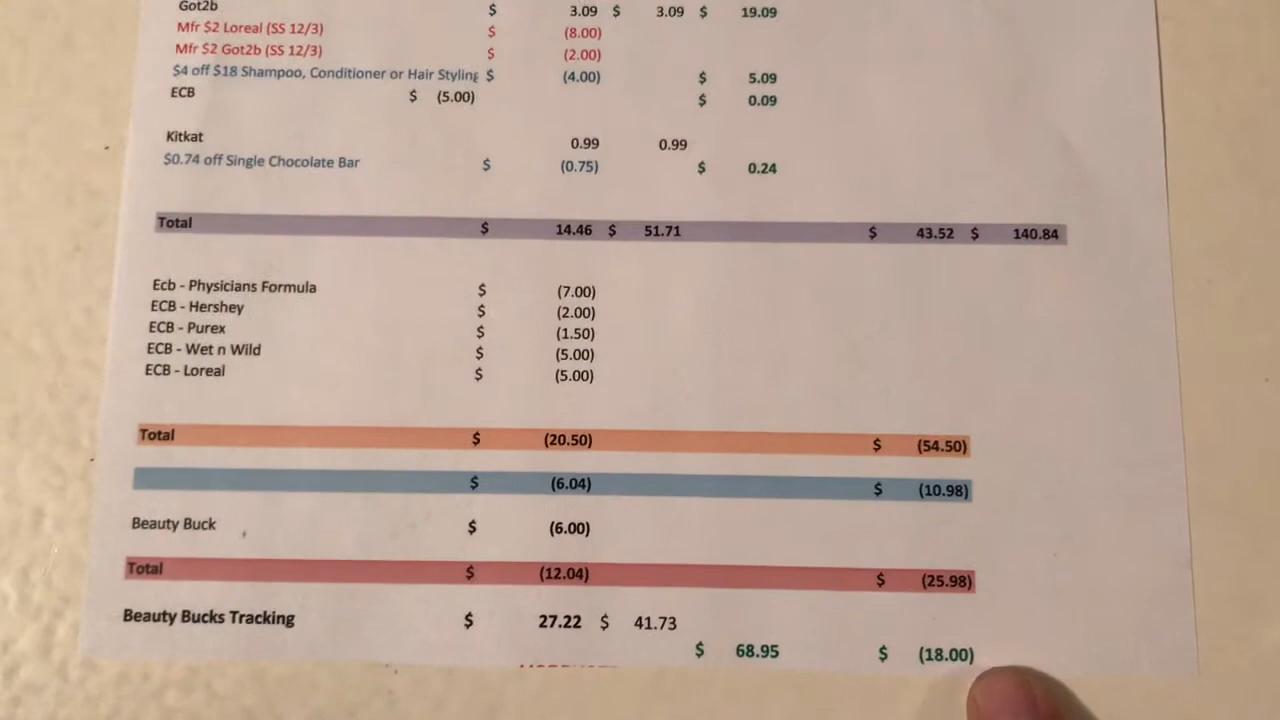 Got2b $ 3.09 $ 3.09 $ 19.09
Mfr $2 Loreal (SS 12/3) $ (8.00)
Mfr $2 Got2b (SS 12/3) $ (2.00)
$4 off $18 Shampoo, Conditioner or Hair Styling $ (4.00) $ 5.09
ECB $ (5.00) $ 0.09
Kitkat 0.99 0.99
$0.74 off Single Chocolate Bar $ (0.75) $ 0.24
Total $ 14.46 $ 51.71 $ 43.52 $ 140.84
Ecb - Physicians Formula $ (7.00)
ECB - Hershey $ (2.00)
ECB - Purex $ (1.50)
ECB - Wet n Wild $ (5.00)
ECB - Loreal $ (5.00)
Total $ (20.50) $ (54.50)
$ (6.04) $ (10.98)
Beauty Buck $ (6.00)
Total $ (12.04) $ (25.98)
Beauty Bucks Tracking $ 27.22 $ 41.73
$ 68.95 $ (18.00)